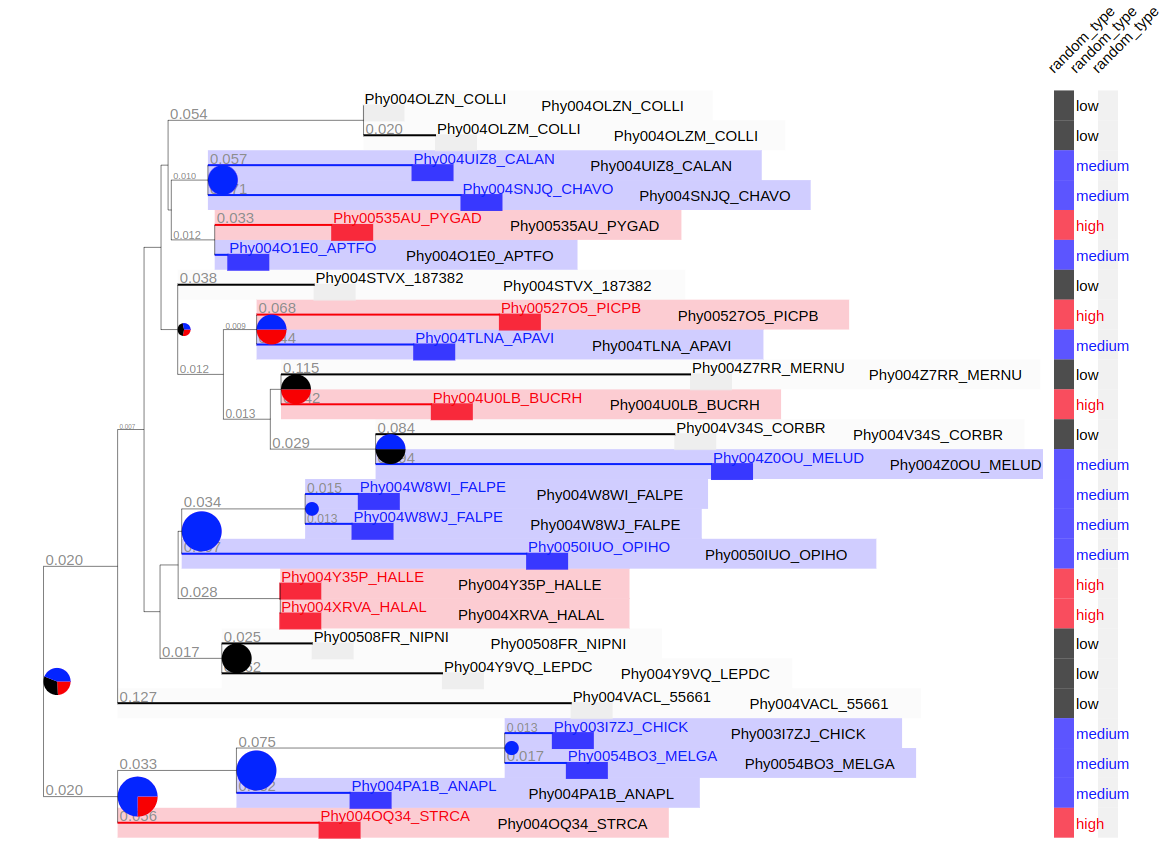 random_type
random_type
random_type
Phy004OLZN_COLLI Phy004OLZN_COLLI low
0.054
0.020 Phy004OLZM_COLLI Phy004OLZM_COLLI low
0.057 Phy004UIZ8_CALAN Phy004UIZ8_CALAN medium
0.010
Phy004SNJQ_CHAVO Phy004SNJQ_CHAVO medium
0.033 Phy00535AU_PYGAD Phy00535AU_PYGAD high
0.012
Phy004O1E0_APTFO Phy004O1E0_APTFO medium
0.038 Phy004STVX_187382 Phy004STVX_187382 low
0.068 Phy00527O5_PICPB Phy00527O5_PICPB high
0.009
Phy004TLNA_APAVI Phy004TLNA_APAVI medium
0.012
0.115 Phy004Z7RR_MERNU Phy004Z7RR_MERNU low
Phy004U0LB_BUCRH Phy004U0LB_BUCRH high
0.013
0.084 Phy004V34S_CORBR Phy004V34S_CORBR low
0.007
0.029
Phy004Z0OU_MELUD Phy004Z0OU_MELUD medium
0.015 Phy004W8WI_FALPE Phy004W8WI_FALPE medium
0.034
0.013 Phy004W8WJ_FALPE Phy004W8WJ_FALPE medium
Phy0050IUO_OPIHO Phy0050IUO_OPIHO medium
0.020
Phy004Y35P_HALLE Phy004Y35P_HALLE high
0.028
Phy004XRVA_HALAL Phy004XRVA_HALAL high
0.025 Phy00508FR_NIPNI Phy00508FR_NIPNI low
0.017
Phy004Y9VQ_LEPDC Phy004Y9VQ_LEPDC low
0.127 Phy004VACL_55661 Phy004VACL_55661 low
0.013 Phy003I7ZJ_CHICK Phy003I7ZJ_CHICK medium
0.075
0.017 Phy0054BO3_MELGA Phy0054BO3_MELGA medium
0.033
Phy004PA1B_ANAPL Phy004PA1B_ANAPL medium
0.020
Phy004OQ34_STRCA Phy004OQ34_STRCA high